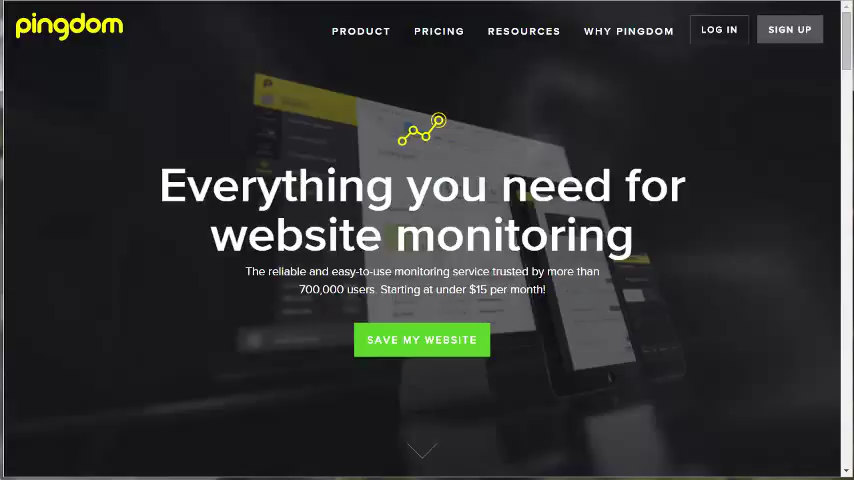 pingdom
PRODUCT PRICING RESOURCES WHY PINGDOM LOG IN SIGN UP
Everything you need for
website monitoring
The reliable and easy-to-use monitoring service trusted by more than
700,000 users. Starting at under $15 per month!
SAVE MY WEBSITE